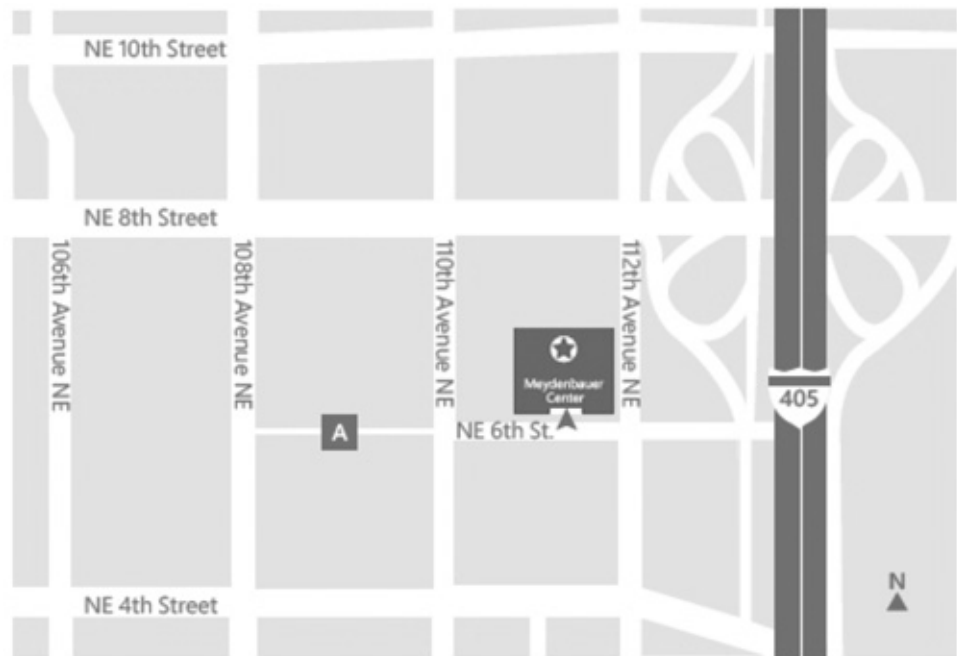 NE 10th Street
NE 8th Street
106th Avenue NE
108th Avenue NE
110th Avenue NE
112th Avenue NE
Meydenbauer
Center
405
A
NE 6th St.
N
NE 4th Street